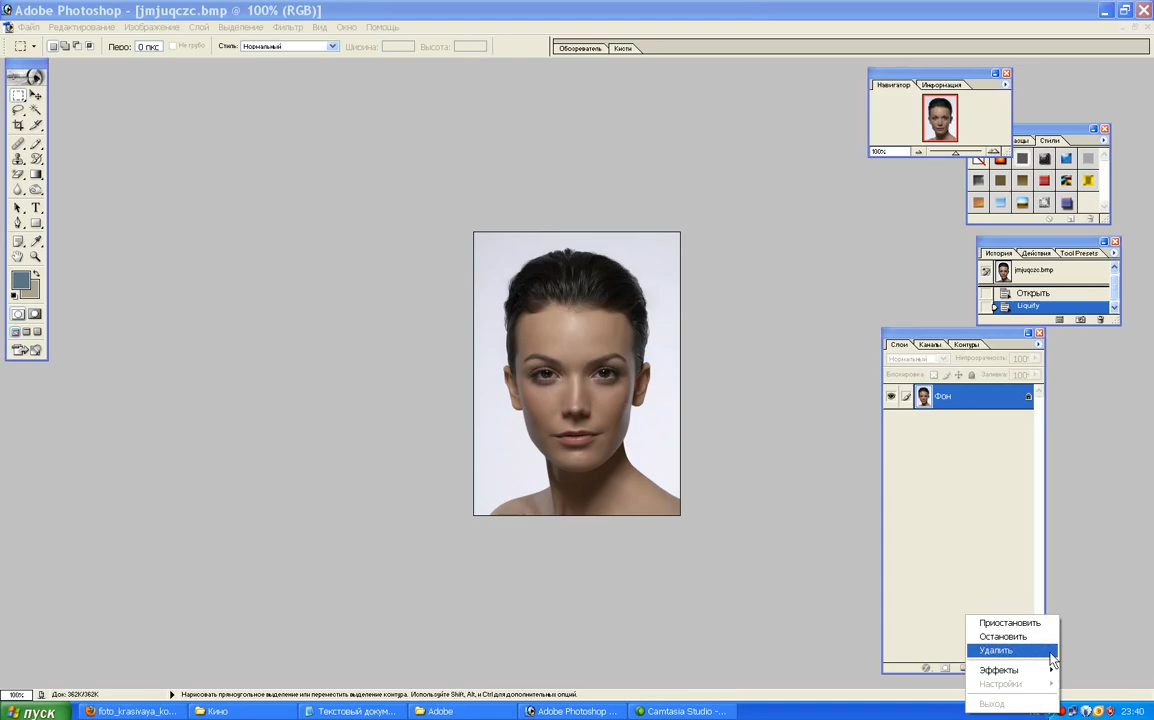 Adobe Photoshop - [jmjuqczc.bmp @ 100% (RGB)]
Файл Редактирование Изображение Слой Выделение Фильтр Вид Окно Помощь
Перо: 0 пкс Не грубо Стиль: Нормальный Ширина: Высота: Обозреватель Кисти
Навигатор Информация
100%
Стили
История Действия Tool Presets
jmjuqczc.bmp
Открыть
Liquify
Слои Каналы Контуры
Нормальный Непрозрачность: 100
Блокировка: Заливка: 100
Фон
Приостановить
Остановить
Удалить
Эффекты
Настройки
Выход
100% Док: 362K/362K Нарисовать прямоугольное выделение или переместить выделение контура. Используйте Shift, Alt, и Ctrl для дополнительных опций.
пуск foto_krasivaya_ko... Кино Текстовый докум... Adobe Adobe Photoshop ... Camtasia Studio -... 23:40